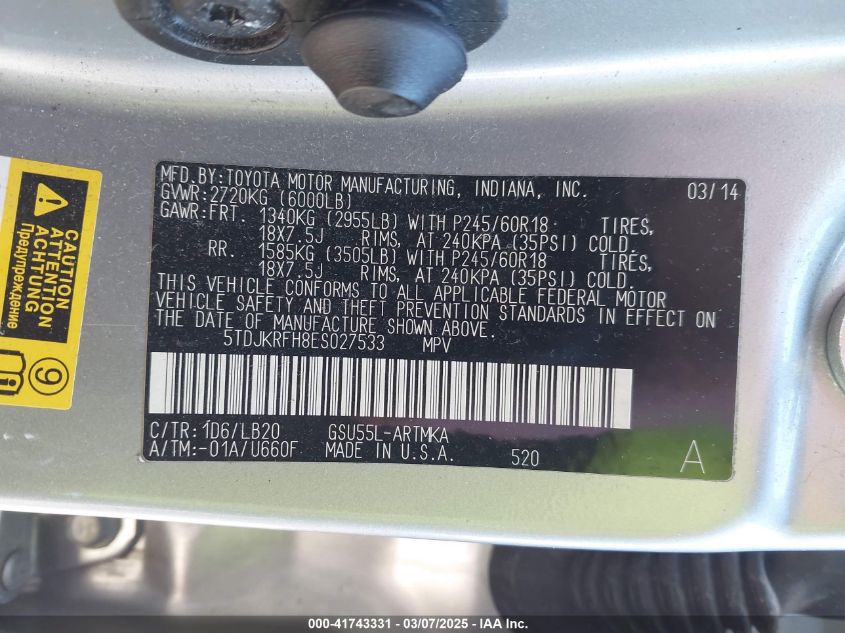 MFD.BY:TOYOTA MOTOR MANUFACTURING, INDIANA, INC. 03/14
GVWR:2720KG (6000LB)
GAWR:FRT. 1340KG (2955LB) WITH P245/60R18 TIRES,
18X7.5J RIMS, AT 240KPA (35PSI) COLD.
RR. 1585KG (3505LB) WITH P245/60R18 TIRES,
18X7.5J RIMS, AT 240KPA (35PSI) COLD.
THIS VEHICLE CONFORMS TO ALL APPLICABLE FEDERAL MOTOR
VEHICLE SAFETY AND THEFT PREVENTION STANDARDS IN EFFECT ON
THE DATE OF MANUFACTURE SHOWN ABOVE.
5TDJKRFH8ES027533 MPV
C/TR:1D6/LB20 GSU55L-ARTMKA
A/TM:-01A/U660F MADE IN U.S.A. 520 A
CAUTION
ATTENTION
ACHTUNG
Предупреждение
9
000-41743331 — 03/07/2025 — IAA Inc.